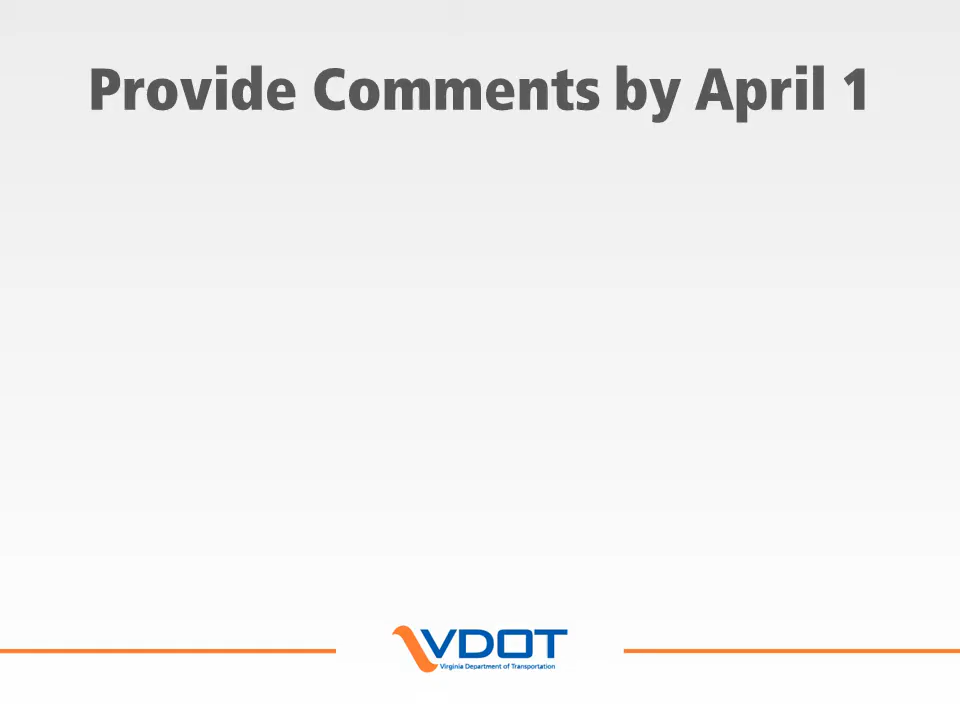 Provide Comments by April 1
VDOT
Virginia Department of Transportation